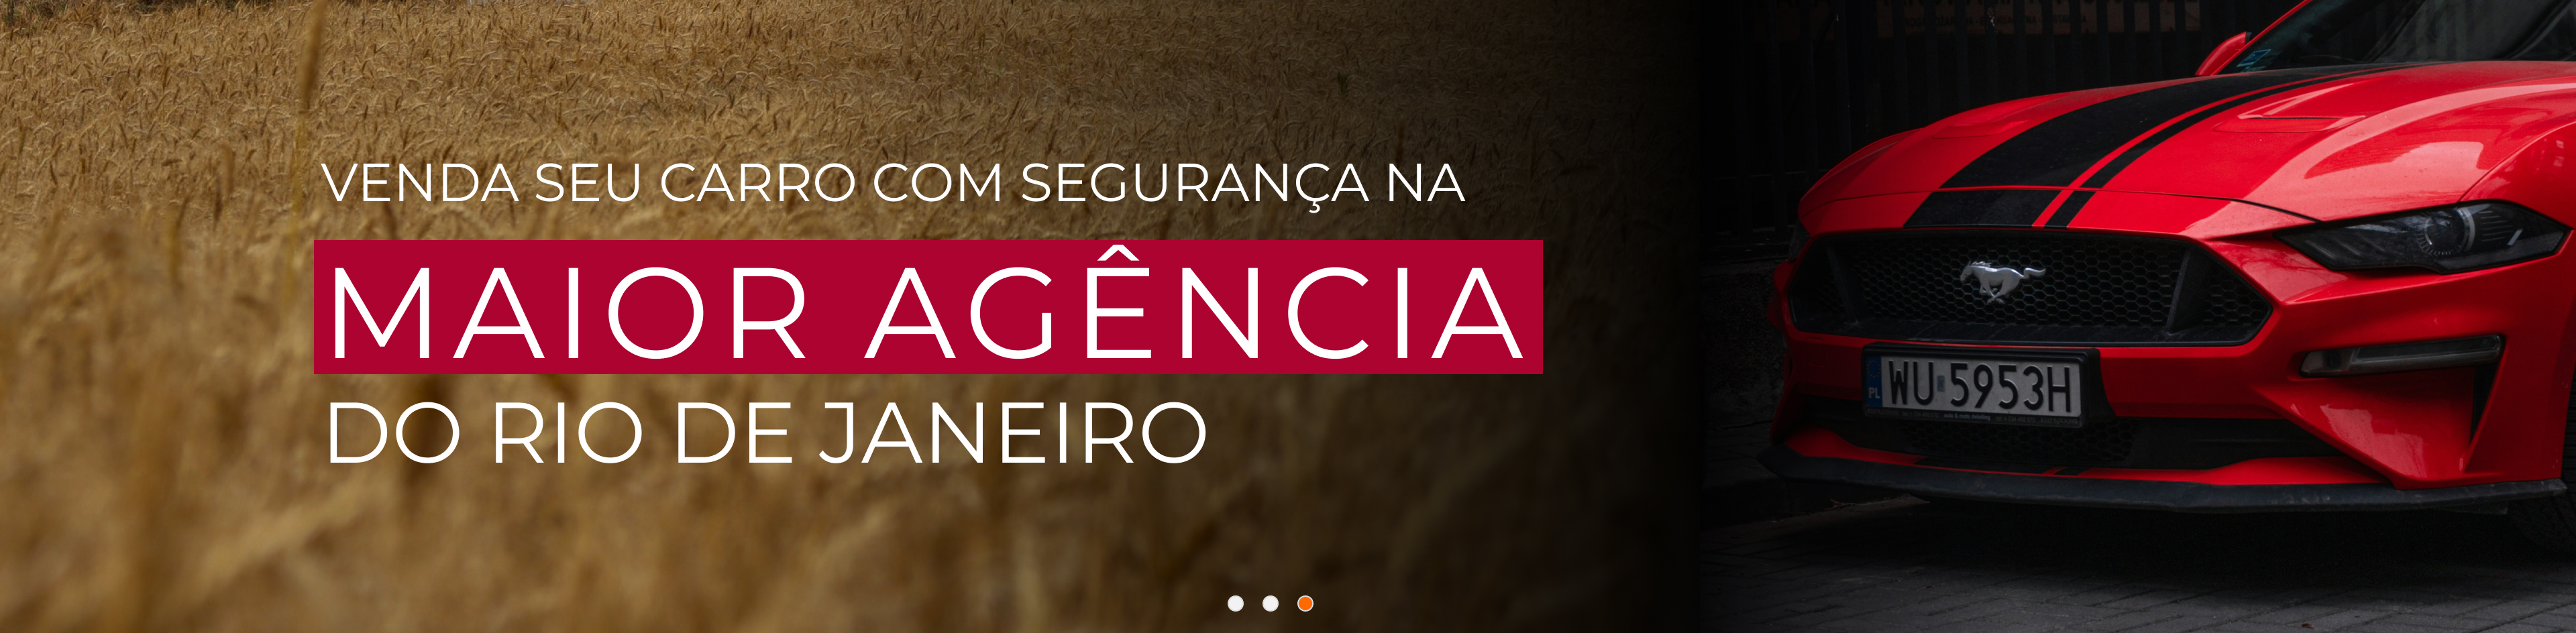 VENDA SEU CARRO COM SEGURANÇA NA
MAIOR AGÊNCIA
DO RIO DE JANEIRO
PL WU 5953H